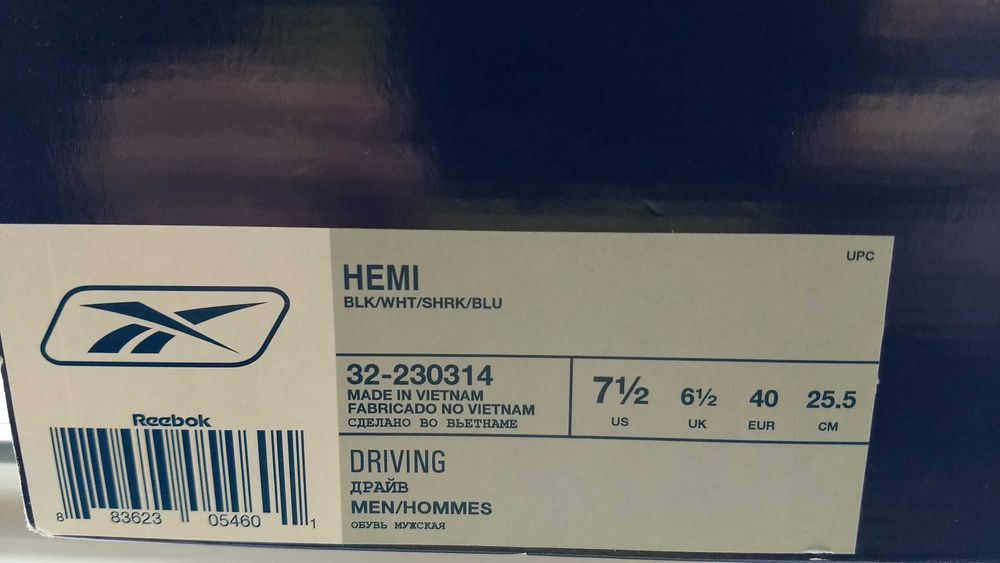 UPC
HEMI
BLK/WHT/SHRK/BLU
Reebok
8 83623 05460 1
32-230314
MADE IN VIETNAM
FABRICADO NO VIETNAM
СДЕЛАНО ВО ВЬЕТНАМЕ
7½ 6½ 40 25.5
US UK EUR CM
DRIVING
ДРАЙВ
MEN/HOMMES
ОБУВЬ МУЖСКАЯ